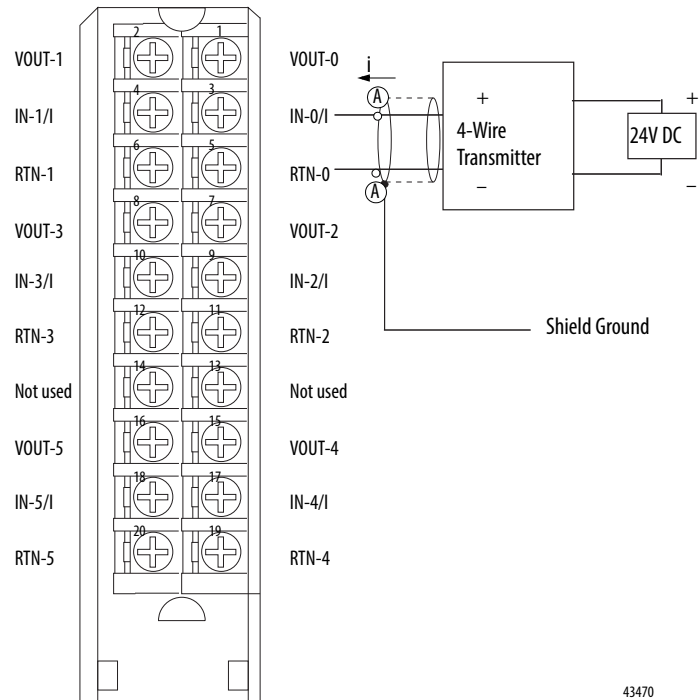 2 1
VOUT-1 VOUT-0
4 3
IN-1/I IN-0/I
6 5
RTN-1 RTN-0
8 7
VOUT-3 VOUT-2
10 9
IN-3/I IN-2/I
12 11
RTN-3 RTN-2
14 13
Not used Not used
16 15
VOUT-5 VOUT-4
18 17
IN-5/I IN-4/I
20 19
RTN-5 RTN-4
i
A
A
+
4-Wire
Transmitter
–
+
24V DC
–
Shield Ground
43470